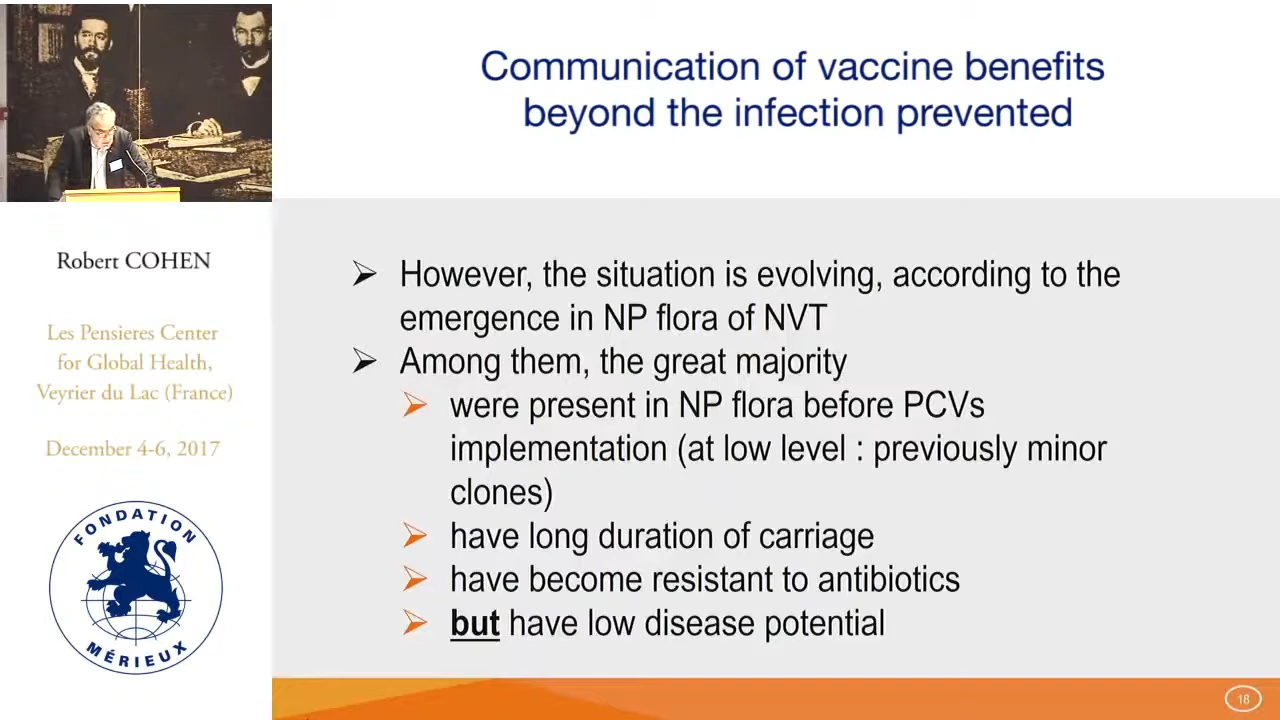 Communication of vaccine benefits
beyond the infection prevented
Robert COHEN
Les Pensieres Center
for Global Health,
Veyrier du Lac (France)
December 4-6, 2017
FONDATION
MÉRIEUX
➢ However, the situation is evolving, according to the
emergence in NP flora of NVT
➢ Among them, the great majority
➢ were present in NP flora before PCVs
implementation (at low level : previously minor
clones)
➢ have long duration of carriage
➢ have become resistant to antibiotics
➢ but have low disease potential
18